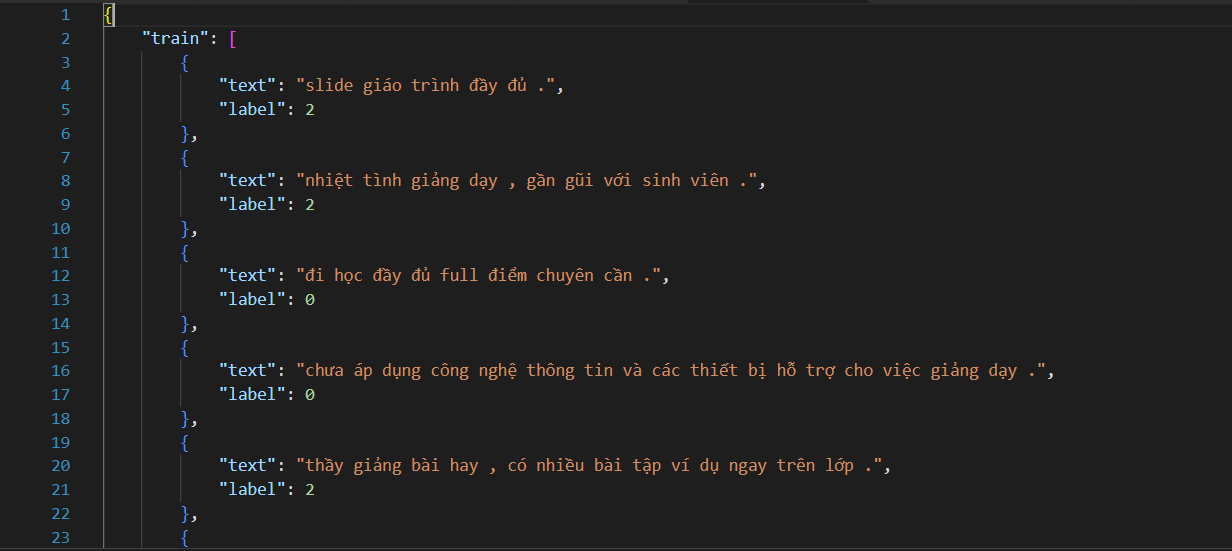 1 {
2 "train": [
3 {
4 "text": "slide giáo trình đầy đủ .",
5 "label": 2
6 },
7 {
8 "text": "nhiệt tình giảng dạy , gần gũi với sinh viên .",
9 "label": 2
10 },
11 {
12 "text": "đi học đầy đủ full điểm chuyên cần .",
13 "label": 0
14 },
15 {
16 "text": "chưa áp dụng công nghệ thông tin và các thiết bị hỗ trợ cho việc giảng dạy .",
17 "label": 0
18 },
19 {
20 "text": "thầy giảng bài hay , có nhiều bài tập ví dụ ngay trên lớp .",
21 "label": 2
22 },
23 {